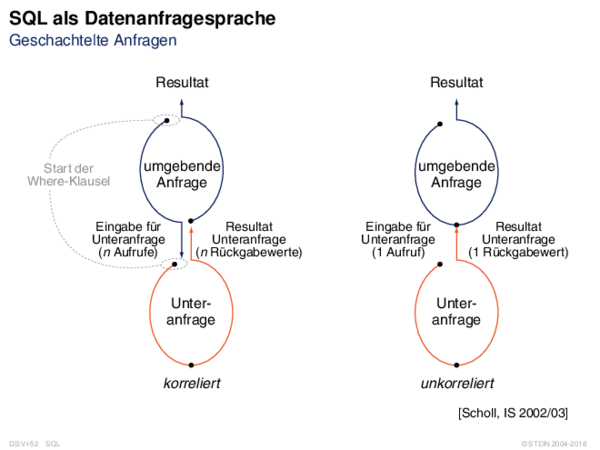 SQL als Datenanfragesprache
Geschachtelte Anfragen
Resultat
umgebende
Anfrage
Start der
Where-Klausel
Eingabe für
Unteranfrage
(n Aufrufe)
Resultat
Unteranfrage
(n Rückgabewerte)
Unter-
anfrage
korreliert
Resultat
umgebende
Anfrage
Eingabe für
Unteranfrage
(1 Aufruf)
Resultat
Unteranfrage
(1 Rückgabewert)
Unter-
anfrage
unkorreliert
[Scholl, IS 2002/03]
DB:VI-52 SQL
© STEIN 2004-2018